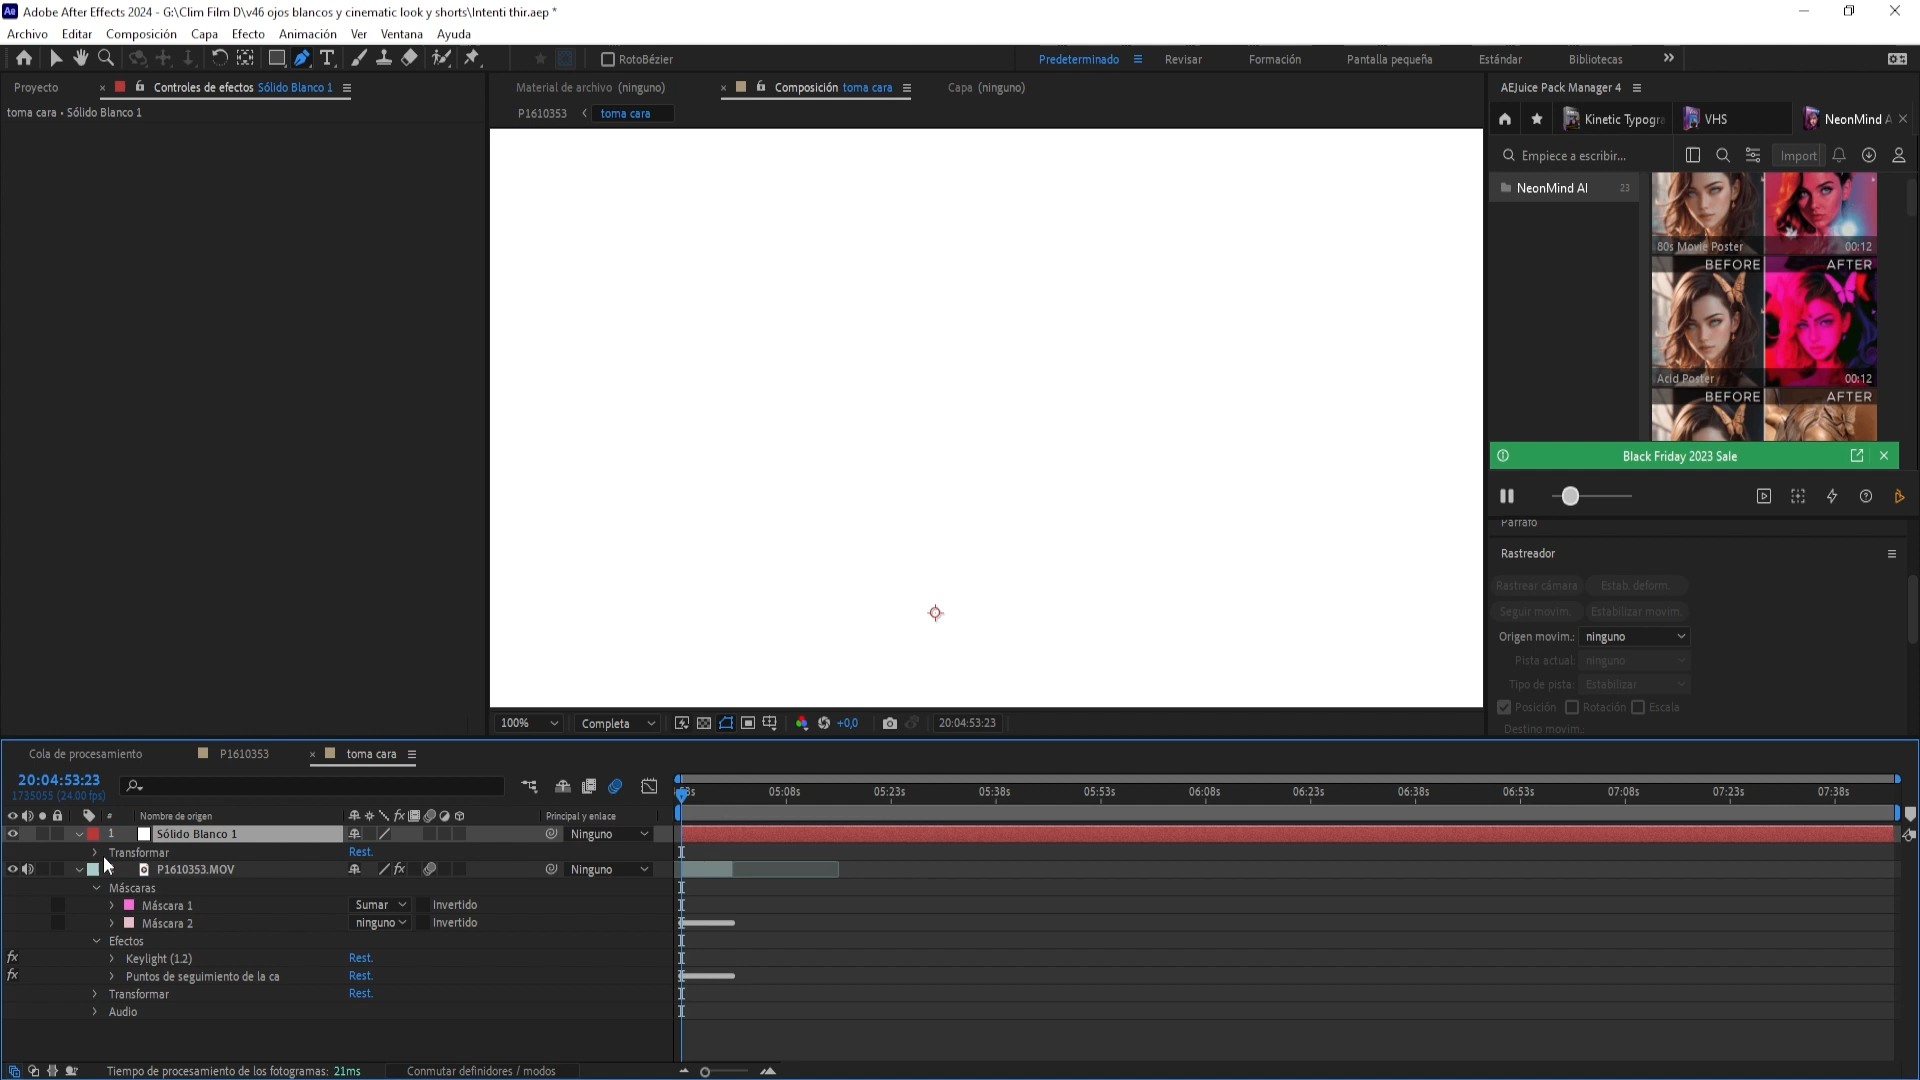 Adobe After Effects 2024 - G:\Clim Film D\v46 ojos blancos y cinematic look y shorts\Intenti thir.aep *
Archivo Editar Composición Capa Efecto Animación Ver Ventana Ayuda
RotoBézier
Predeterminado Revisar Formación Pantalla pequeña Estándar Bibliotecas
Proyecto Controles de efectos Sólido Blanco 1
toma cara • Sólido Blanco 1
Material de archivo (ninguno) Composición toma cara Capa (ninguno)
P1610353 toma cara
AEJuice Pack Manager 4
Kinetic Typogra VHS NeonMind A
Empiece a escribir... Import
NeonMind AI 23
80s Movie Poster 00:12
BEFORE AFTER
Acid Poster 00:12
BEFORE AFTER
Black Friday 2023 Sale
Párrafo
Rastreador
Rastrear cámara Estab. deform.
Seguir movim. Estabilizar movim.
Origen movim.: ninguno
Pista actual: ninguno
Tipo de pista: Estabilizar
Posición Rotación Escala
Destino movim.:
100% Completa +0,0 20:04:53:23
Cola de procesamiento P1610353 toma cara
20:04:53:23
1735055 (24.00 fps)
05:08s 05:23s 05:38s 05:53s 06:08s 06:23s 06:38s 06:53s 07:08s 07:23s 07:38s
# Nombre de origen fx Principal y enlace
1 Sólido Blanco 1 Ninguno
Transformar Rest.
P1610353.MOV fx Ninguno
Máscaras
Máscara 1 Sumar Invertido
Máscara 2 ninguno Invertido
Efectos
fx Keylight (1.2) Rest.
fx Puntos de seguimiento de la ca Rest.
Transformar Rest.
Audio
Tiempo de procesamiento de los fotogramas: 21ms Conmutar definidores / modos